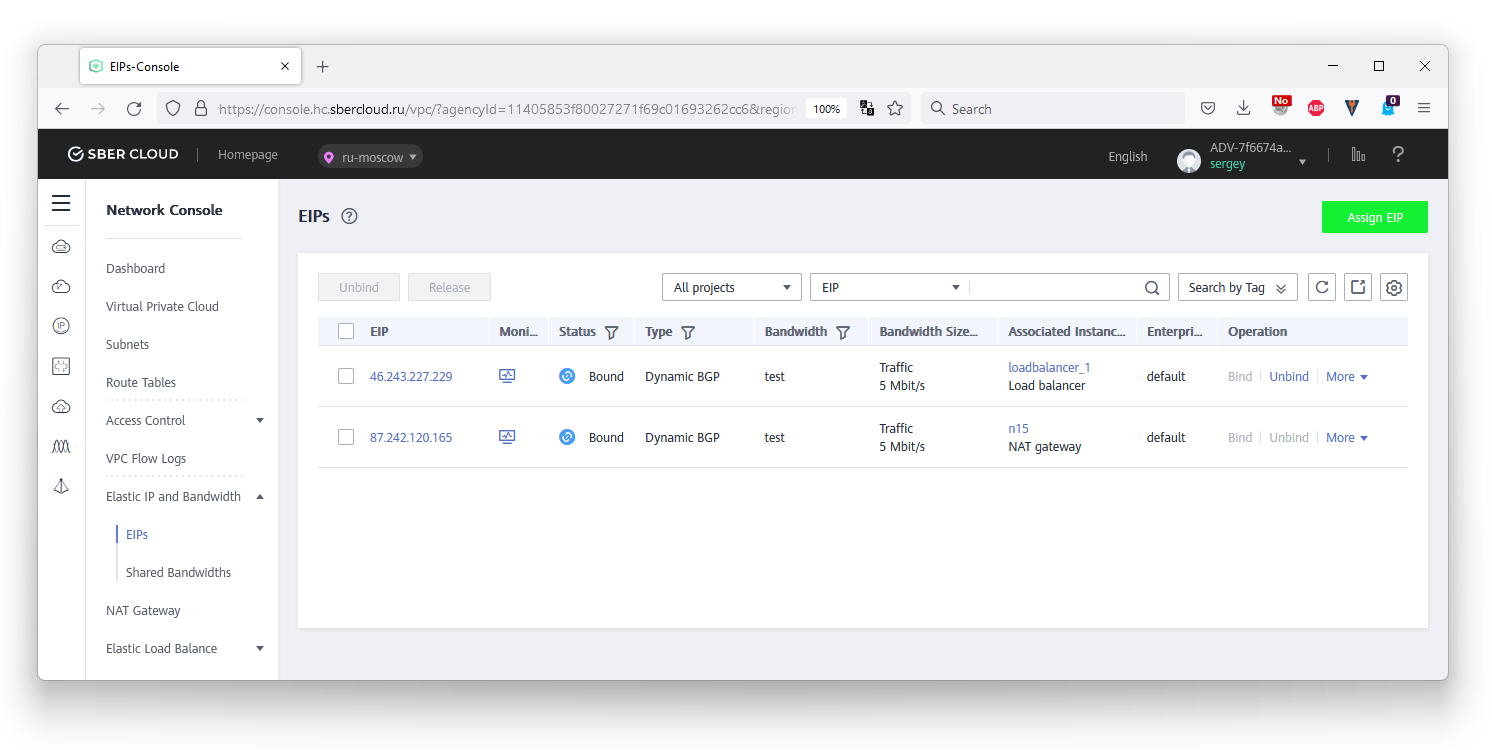 EIPs-Console
https://console.hc.sbercloud.ru/vpc/?agencyId=11405853f80027271f69c01693262cc6&region
100%
Search
No
ABP
0
SBER CLOUD
Homepage
ru-moscow
English
ADV-7f6674a...
sergey
Network Console
Dashboard
Virtual Private Cloud
Subnets
Route Tables
Access Control
VPC Flow Logs
Elastic IP and Bandwidth
EIPs
Shared Bandwidths
NAT Gateway
Elastic Load Balance
IP
EIPs
Assign EIP
Unbind Release All projects EIP Search by Tag
EIP Moni... Status Type Bandwidth Bandwidth Size... Associated Instanc... Enterpri... Operation
46.243.227.229 Bound Dynamic BGP test Traffic loadbalancer_1 default Bind Unbind More
5 Mbit/s Load balancer
87.242.120.165 Bound Dynamic BGP test Traffic n15 default Bind Unbind More
5 Mbit/s NAT gateway